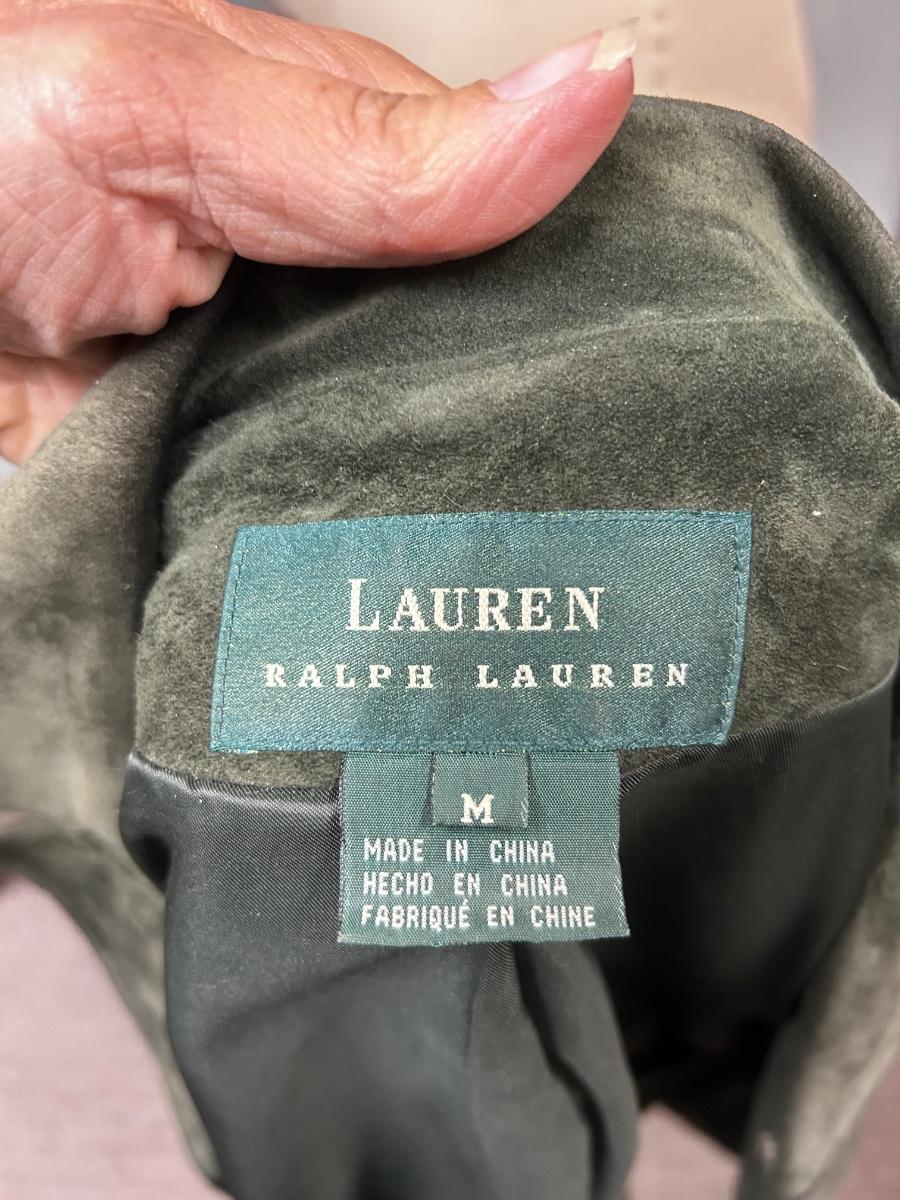 LAUREN
RALPH LAUREN
M
MADE IN CHINA
HECHO EN CHINA
FABRIQUÉ EN CHINE